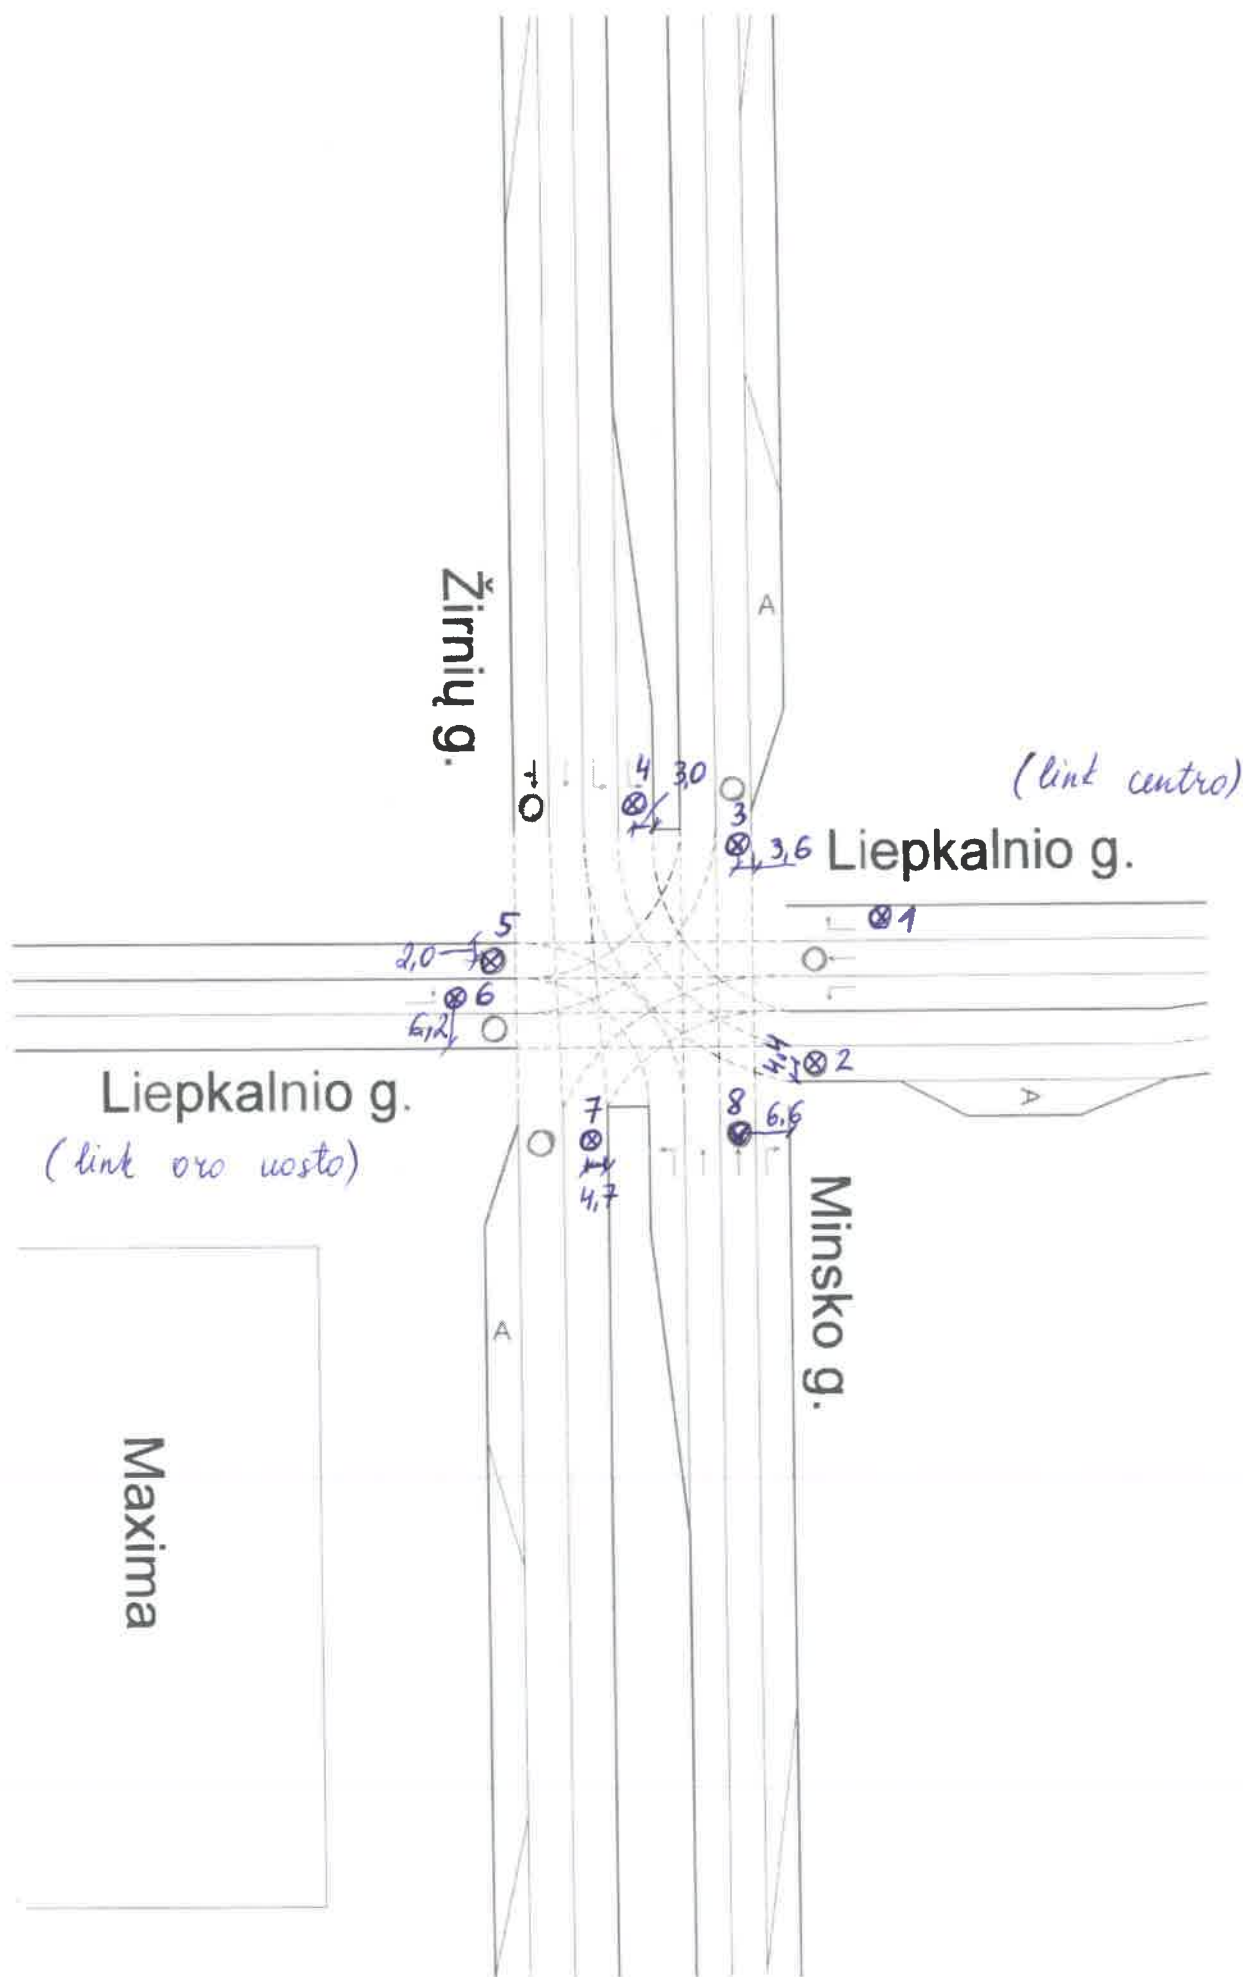 Žirnių g.
A
4 3,0
3
3,6
(link centro)
Liepkalnio g.
1
5
2,0
6
6,2
4,4
2
A
Liepkalnio g.
(link oro uosto)
7
4,7
8
6,6
Minsko g.
A
Maxima